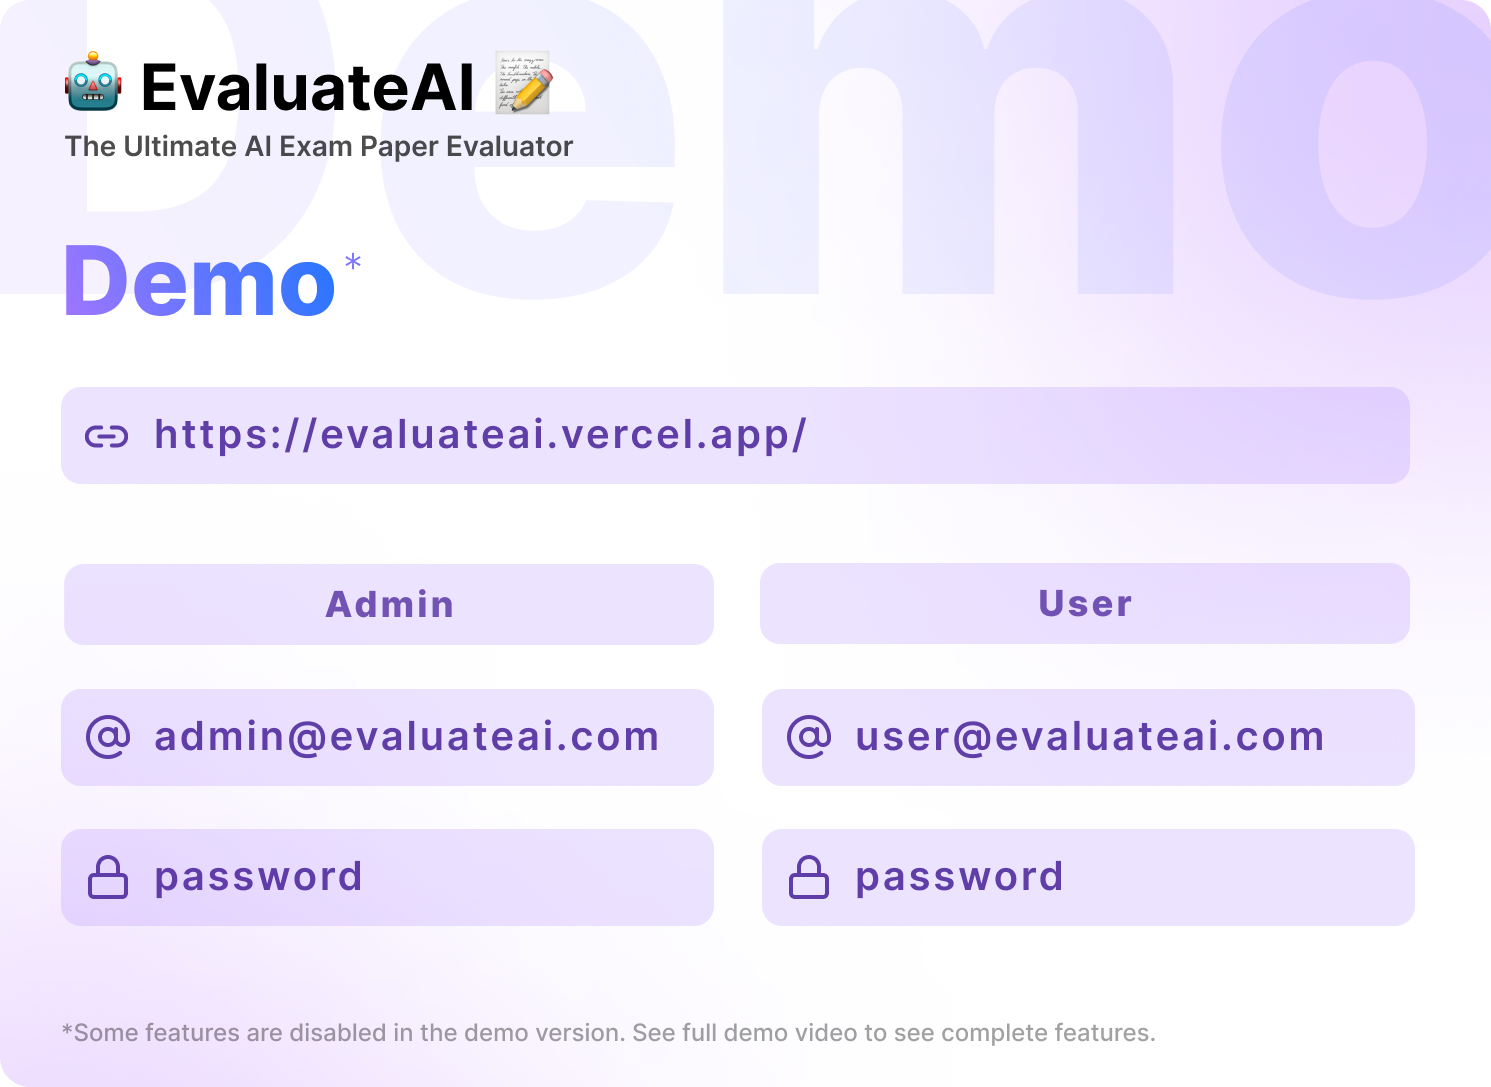 Demo
🤖 EvaluateAI 📝
The Ultimate AI Exam Paper Evaluator
Demo*
https://evaluateai.vercel.app/
Admin
User
admin@evaluateai.com
user@evaluateai.com
password
password
*Some features are disabled in the demo version. See full demo video to see complete features.